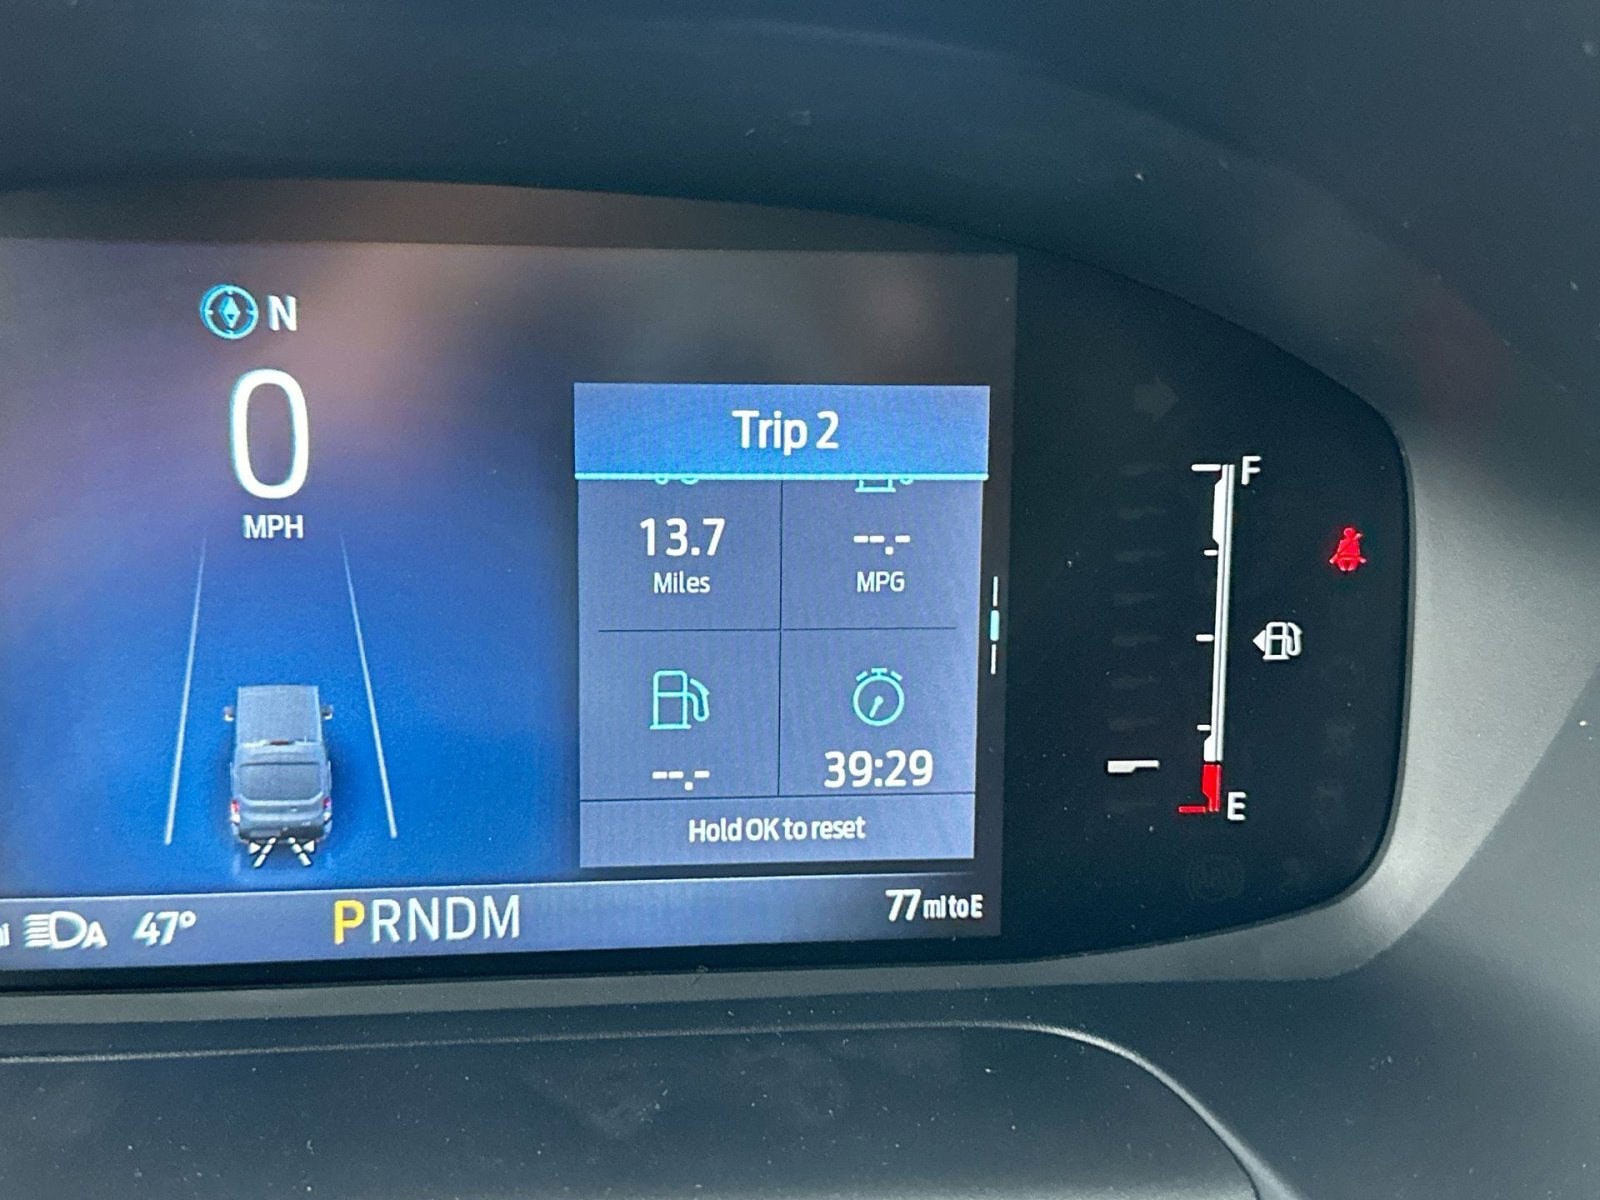 N
0
MPH
Trip 2
13.7
Miles
--.-
MPG
--.-
39:29
Hold OK to reset
A
47°
PRNDM
77 mi to E
F
E